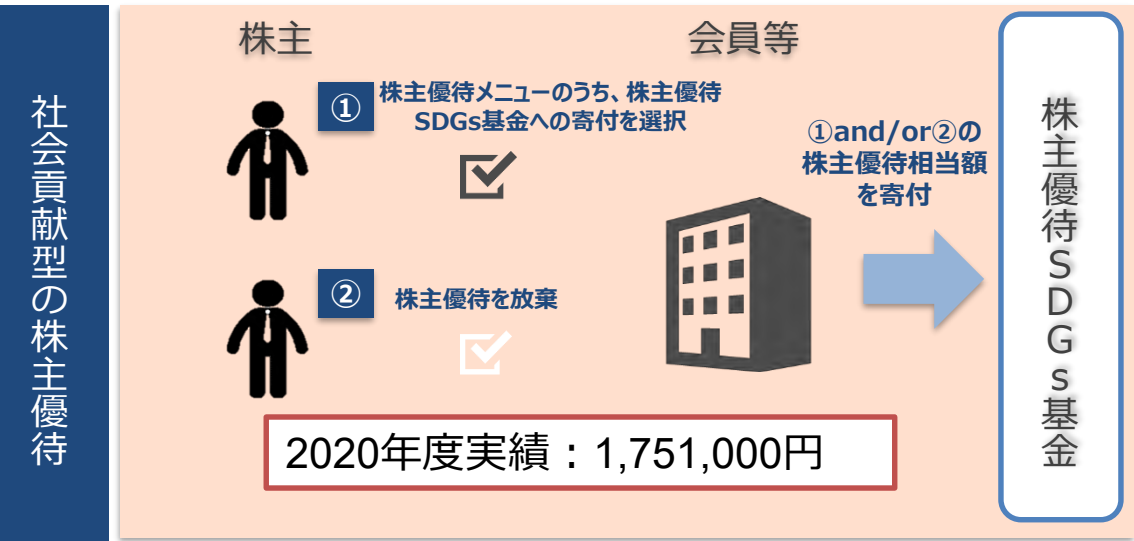 社会貢献型の株主優待
株主
会員等
①
株主優待メニューのうち、株主優待
SDGs基金への寄付を選択
②
株主優待を放棄
①and/or②の
株主優待相当額
を寄付
株主優待SDGs基金
2020年度実績：1,751,000円